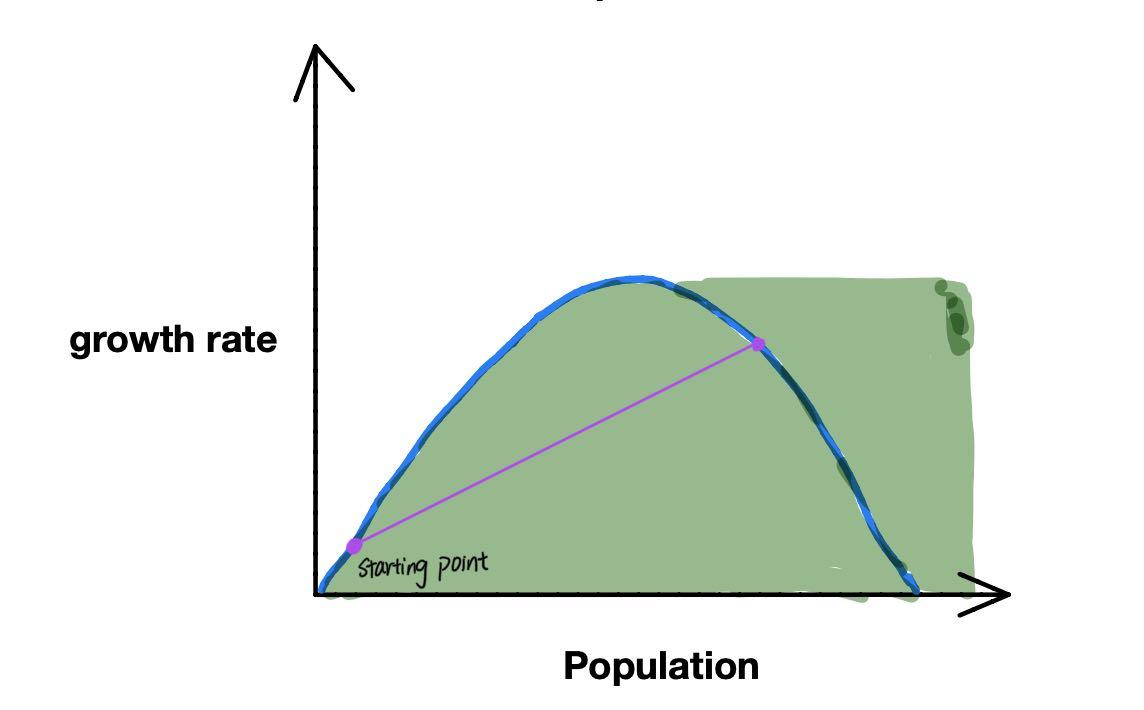 growth rate
Starting point
Population